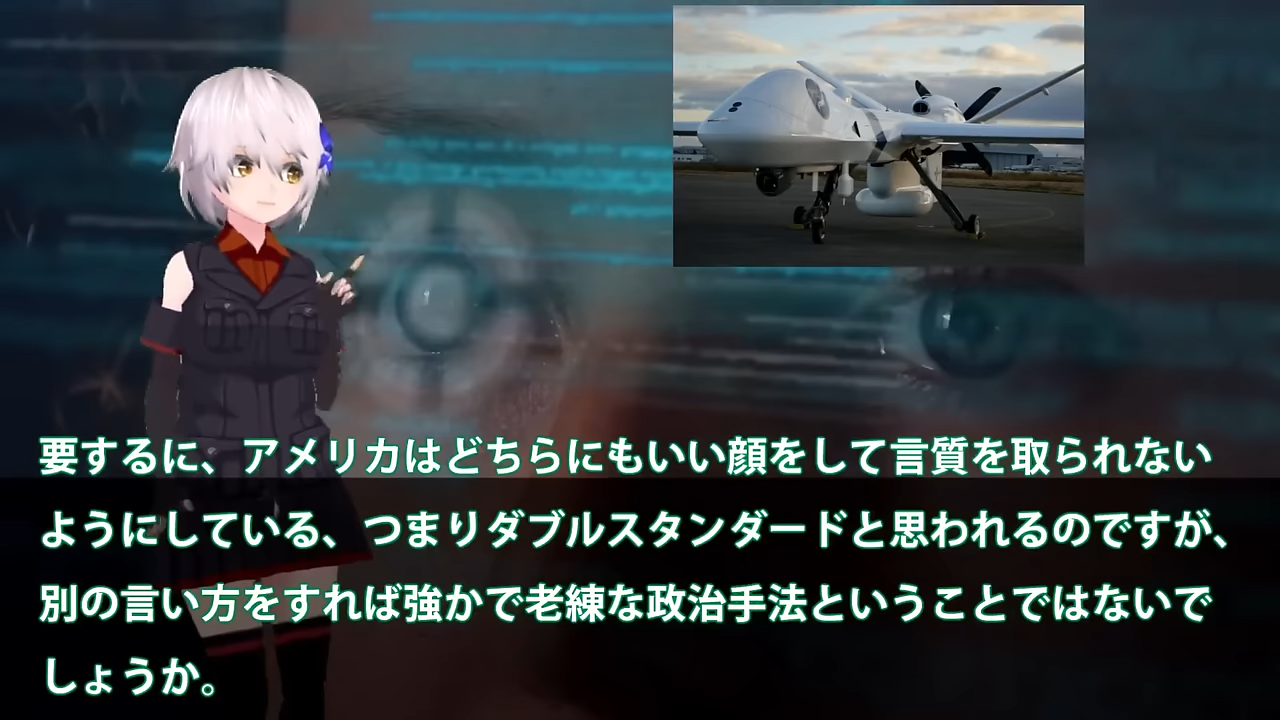 要するに、アメリカはどちらにもいい顔をして言質を取られない
ようにしている、つまりダブルスタンダードと思われるのですが、
別の言い方をすれば強かで老練な政治手法ということではないで
しょうか。